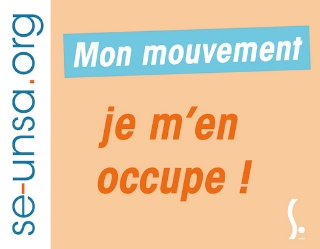 se-unsa.org
Mon mouvement
je m'en
occupe !